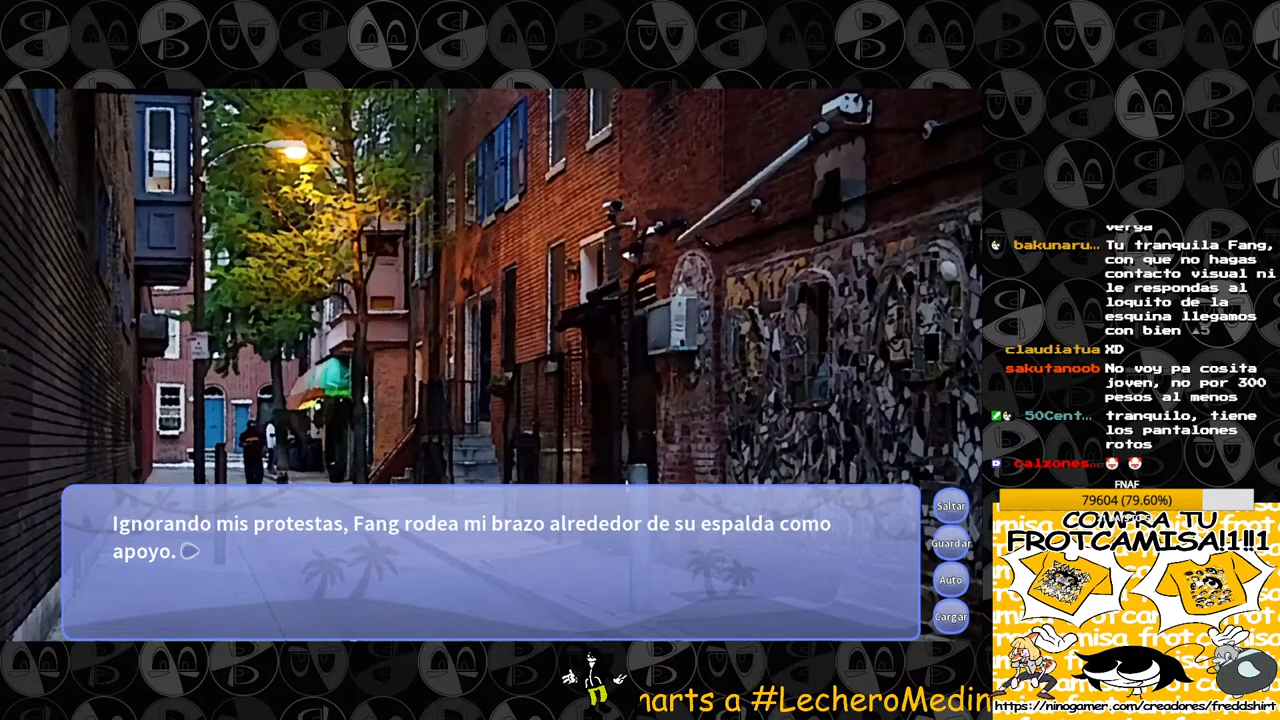 verga
bakunaru... Tu tranquila Fang,
con que no hagas
contacto visual ni
le respondas al
loquito de la
esquina llegamos
con bien ▲5
claudiatua XD
sakutanoob No voy pa cosita
joven, no por 300
pesos al menos
50Cent... tranquilo, tiene
los pantalones
rotos
calzones...
FNAF
79604 (79.60%)
COMPRA TU
FROTCAMISA!1!!1
https://ninogamer.com/creadores/freddshirt
Ignorando mis protestas, Fang rodea mi brazo alrededor de su espalda como
apoyo.
Saltar
Guardar
Auto
Cargar
narts a #LecheroMedin